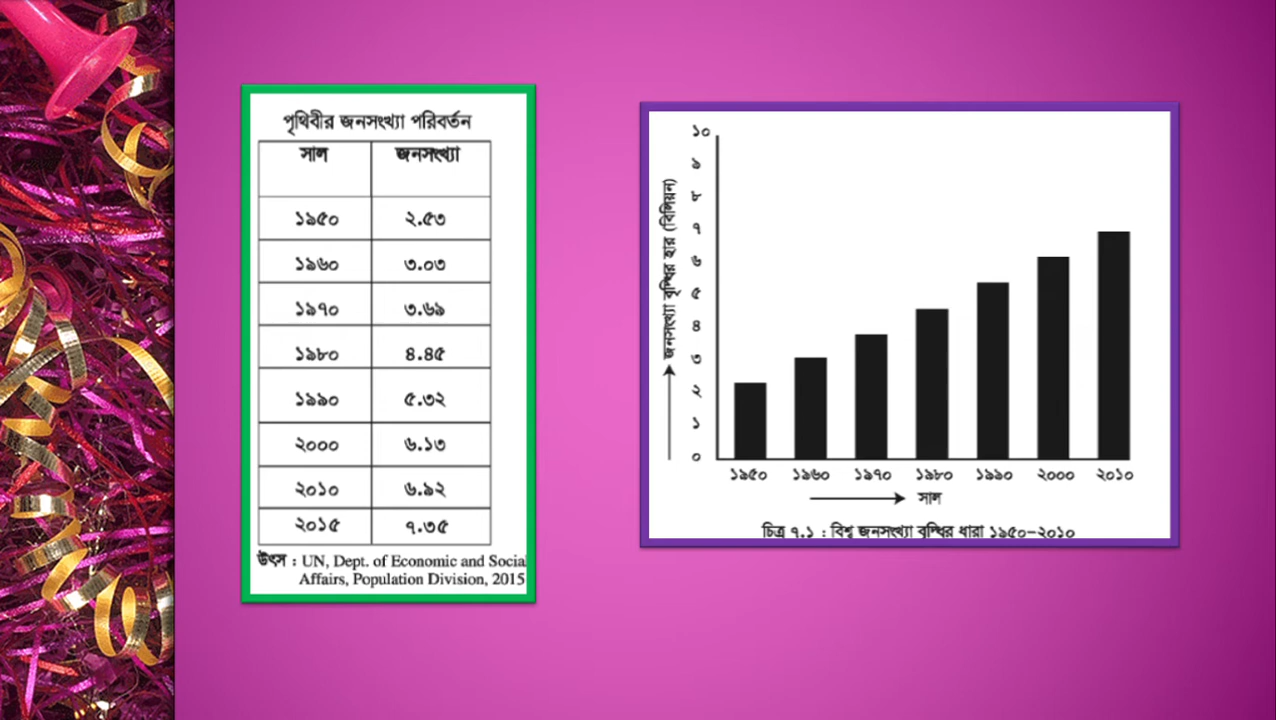 পৃথিবীর জনসংখ্যা পরিবর্তন
সাল জনসংখ্যা
১৯৫০ ২.৫৩
১৯৬০ ৩.০৩
১৯৭০ ৩.৬৯
১৯৮০ ৪.৪৫
১৯৯০ ৫.৩২
২০০০ ৬.১৩
২০১০ ৬.৯২
২০১৫ ৭.৩৫
উৎস : UN, Dept. of Economic and Social
Affairs, Population Division, 2015
জনসংখ্যা বৃদ্ধির হার (বিলিয়ন)
১০
৯
৮
৭
৬
৫
৪
৩
২
১
০
১৯৫০ ১৯৬০ ১৯৭০ ১৯৮০ ১৯৯০ ২০০০ ২০১০
সাল
চিত্র ৭.১ : বিশ্ব জনসংখ্যা বৃদ্ধির ধারা ১৯৫০–২০১০